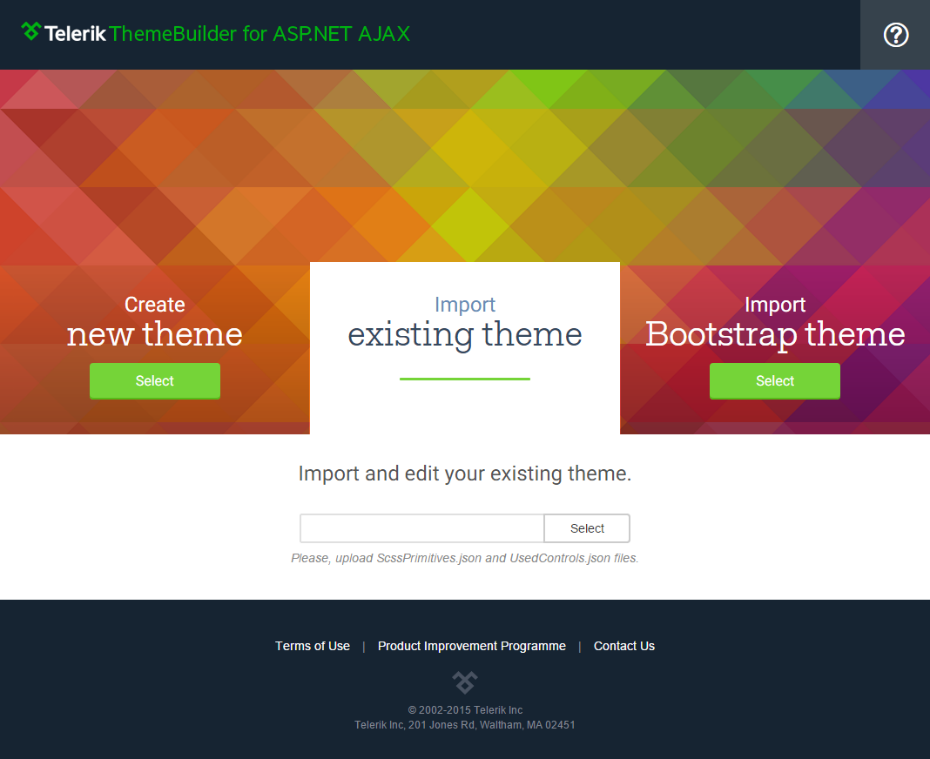 Telerik ThemeBuilder for ASP.NET AJAX
?
Create
new theme
Select
Import
existing theme
Import
Bootstrap theme
Select
Import and edit your existing theme.
Select
Please, upload ScssPrimitives.json and UsedControls.json files.
Terms of Use | Product Improvement Programme | Contact Us
© 2002-2015 Telerik Inc
Telerik Inc, 201 Jones Rd, Waltham, MA 02451